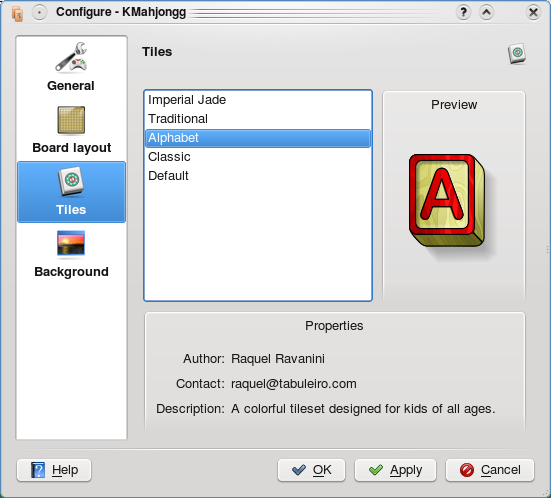 Configure - KMahjongg
General
Board layout
Tiles
Background
Tiles
Imperial Jade
Traditional
Alphabet
Classic
Default
Preview
A
Properties
Author: Raquel Ravanini
Contact: raquel@tabuleiro.com
Description: A colorful tileset designed for kids of all ages.
Help
OK
Apply
Cancel